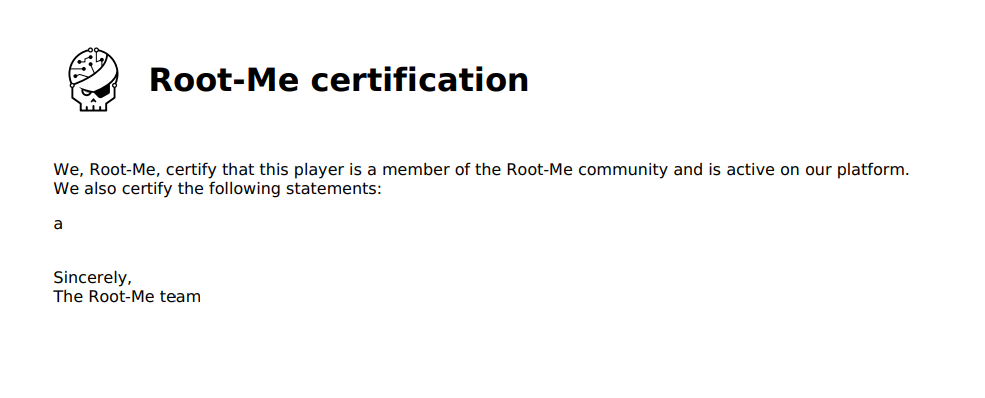 Root-Me certification
We, Root-Me, certify that this player is a member of the Root-Me community and is active on our platform.
We also certify the following statements:
a
Sincerely,
The Root-Me team